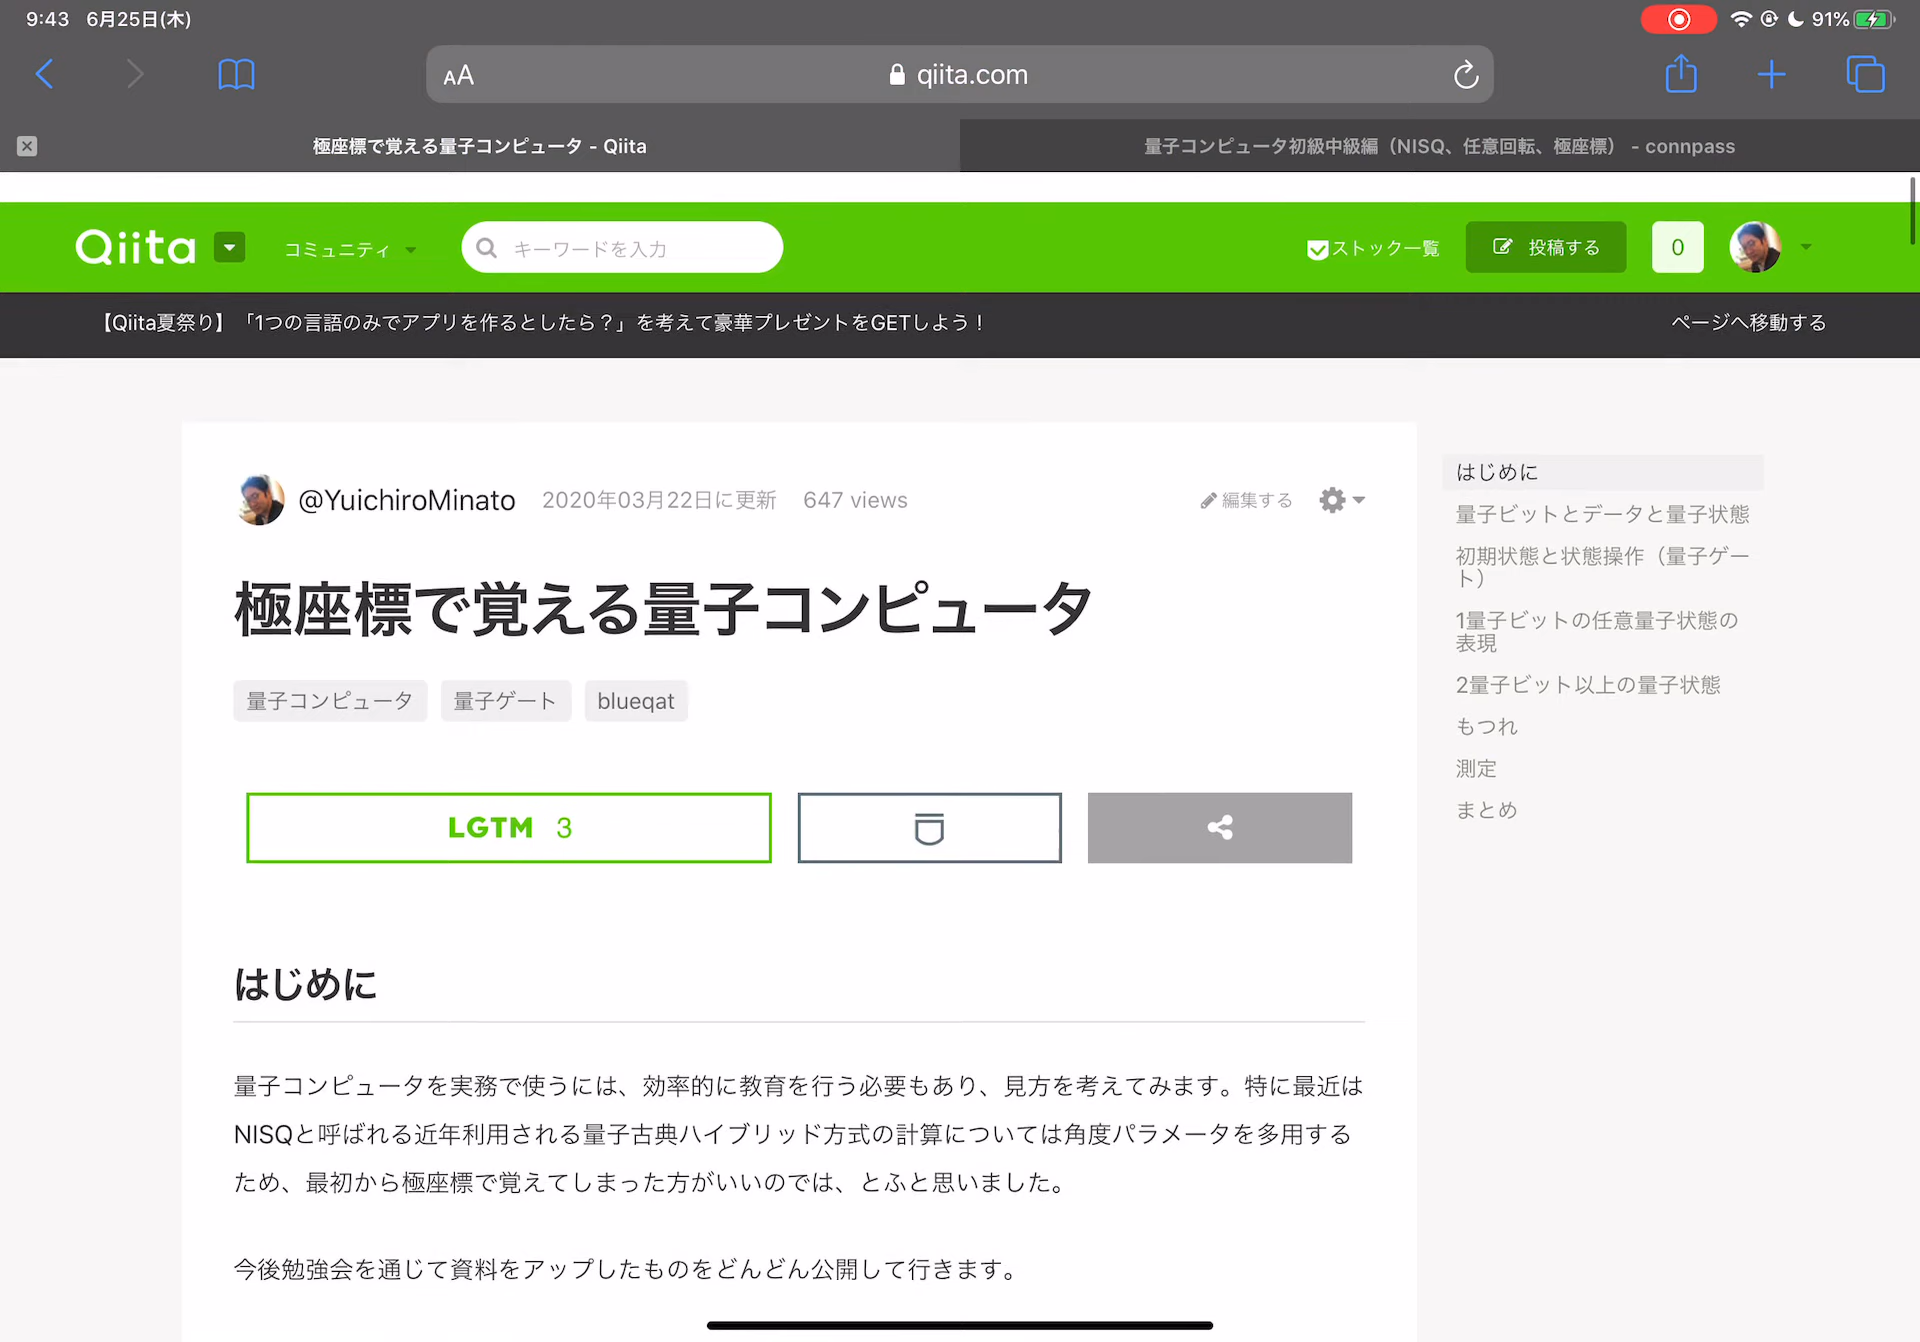 9:43 6月25日(木)
91%
AA
qiita.com
極座標で覚える量子コンピュータ - Qiita
量子コンピュータ初級中級編（NISQ、任意回転、極座標） - connpass
Qiita
コミュニティ
キーワードを入力
ストック一覧
投稿する
0
【Qiita夏祭り】「1つの言語のみでアプリを作るとしたら？」を考えて豪華プレゼントをGETしよう！
ページへ移動する
@YuichiroMinato 2020年03月22日に更新 647 views
編集する
極座標で覚える量子コンピュータ
量子コンピュータ 量子ゲート blueqat
LGTM 3
はじめに
量子コンピュータを実務で使うには、効率的に教育を行う必要もあり、見方を考えてみます。特に最近は
NISQと呼ばれる近年利用される量子古典ハイブリッド方式の計算については角度パラメータを多用する
ため、最初から極座標で覚えてしまった方がいいのでは、とふと思いました。
今後勉強会を通じて資料をアップしたものをどんどん公開して行きます。
はじめに
量子ビットとデータと量子状態
初期状態と状態操作（量子ゲー
ト）
1量子ビットの任意量子状態の
表現
2量子ビット以上の量子状態
もつれ
測定
まとめ